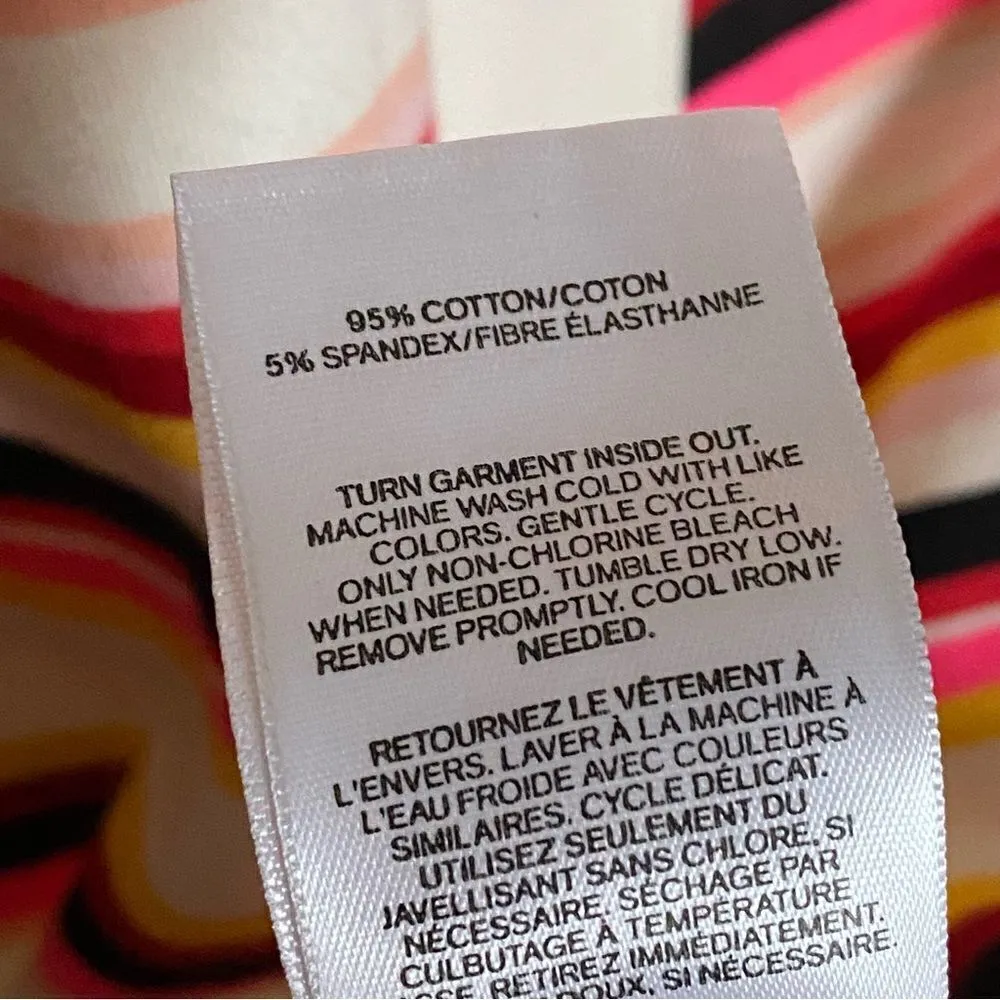 95% COTTON/COTON
5% SPANDEX/FIBRE ÉLASTHANNE
TURN GARMENT INSIDE OUT.
MACHINE WASH COLD WITH LIKE
COLORS. GENTLE CYCLE.
ONLY NON-CHLORINE BLEACH
WHEN NEEDED. TUMBLE DRY LOW.
REMOVE PROMPTLY. COOL IRON IF
NEEDED.
RETOURNEZ LE VÊTEMENT À
L'ENVERS. LAVER À LA MACHINE À
L'EAU FROIDE AVEC COULEURS
SIMILAIRES. CYCLE DÉLICAT.
UTILISEZ SEULEMENT DU
JAVELLISANT SANS CHLORE, SI
NÉCESSAIRE. SÉCHAGE PAR
CULBUTAGE À TEMPÉRATURE
RETIREZ IMMÉDIATEMENT.
DOUX, SI NÉCESSAIRE.